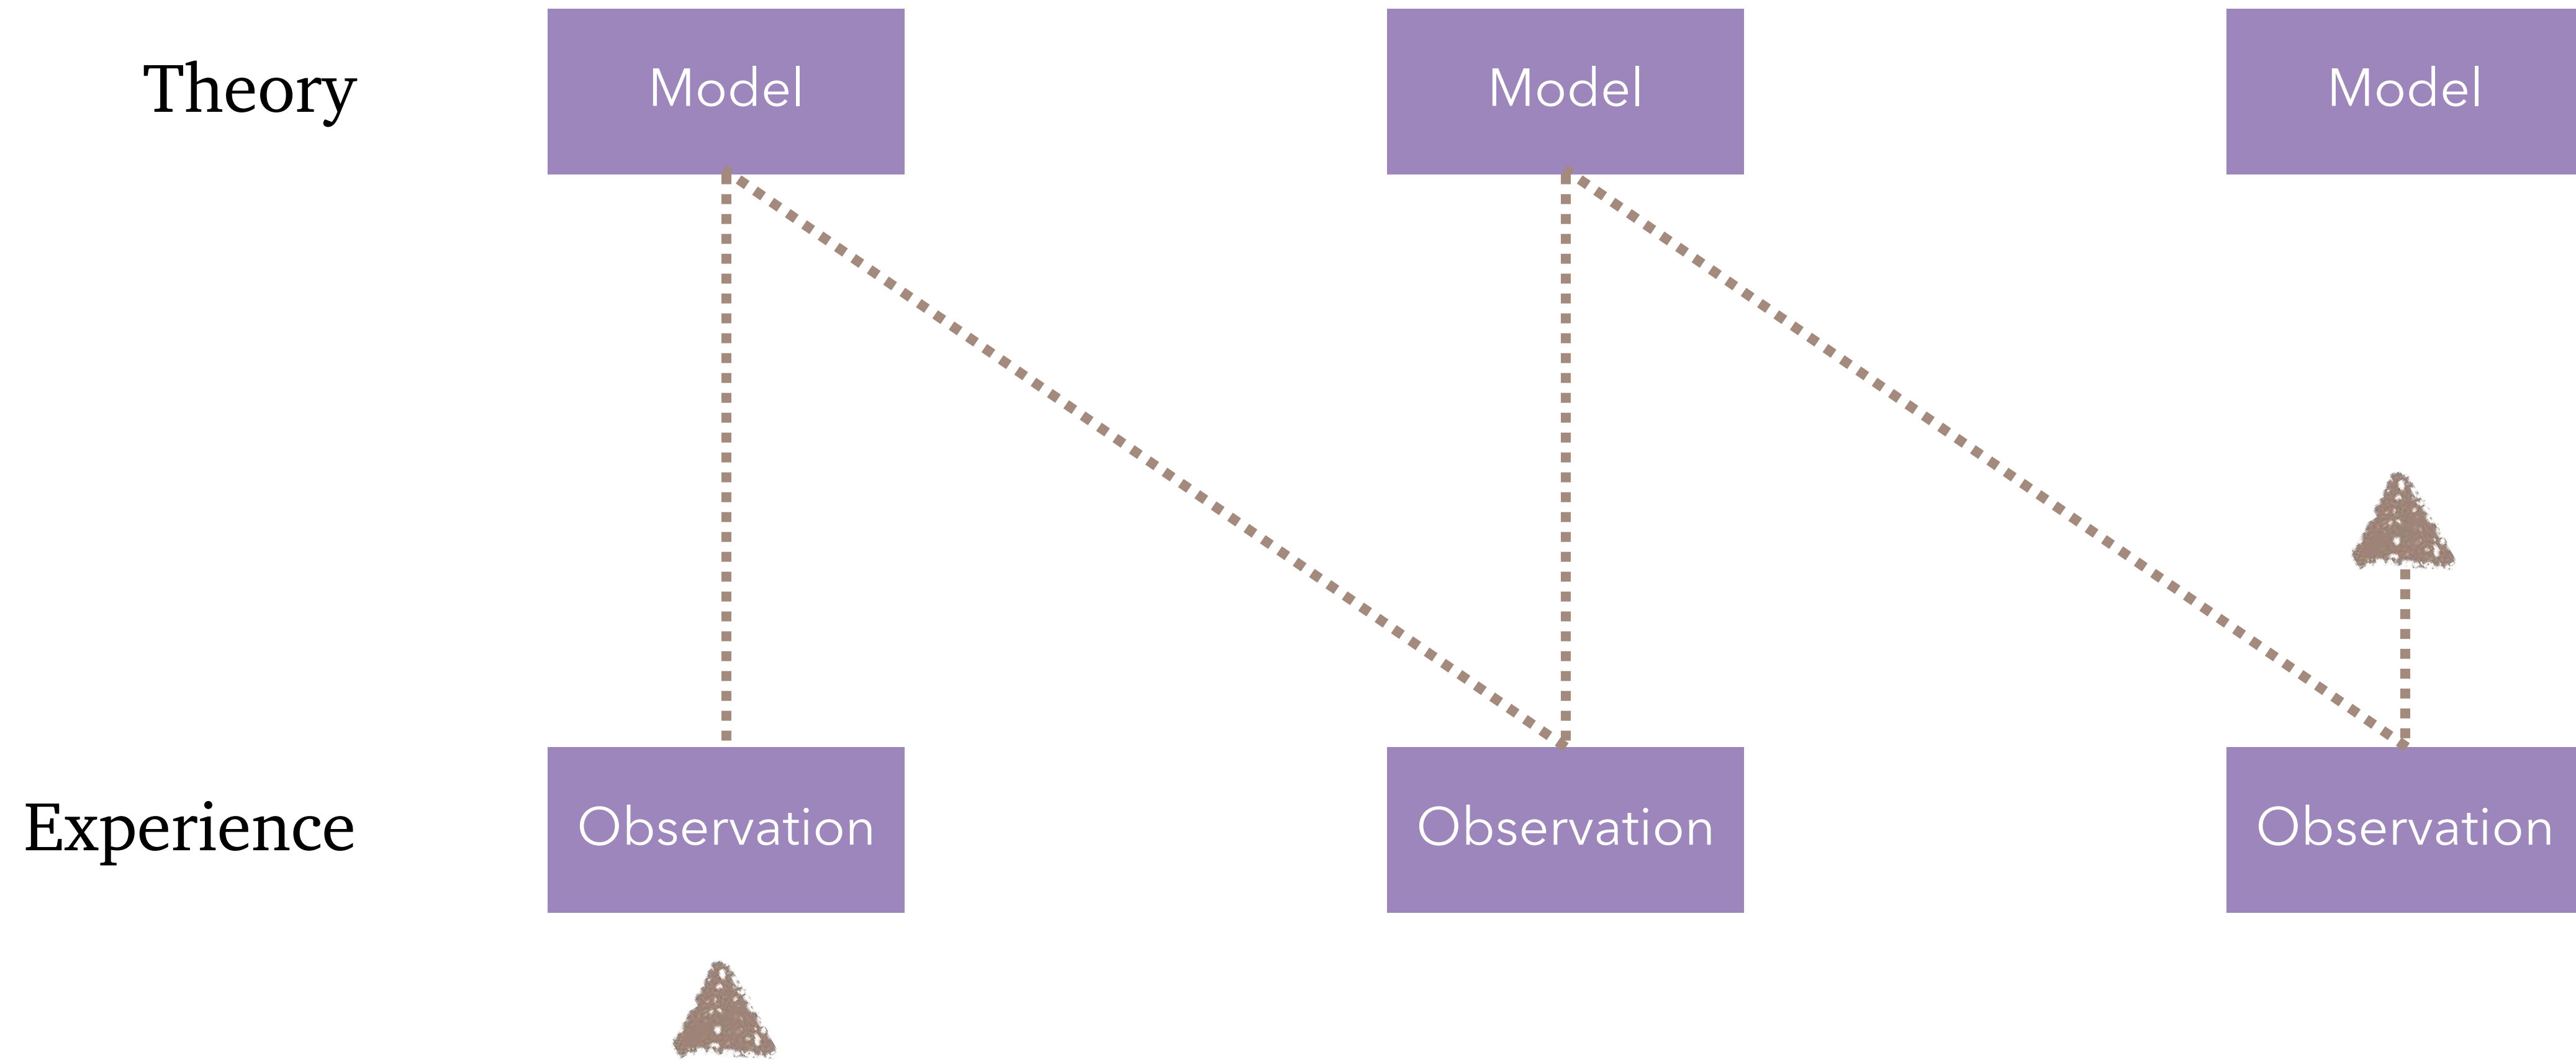 Theory
Model
Model
Model
Experience
Observation
Observation
Observation